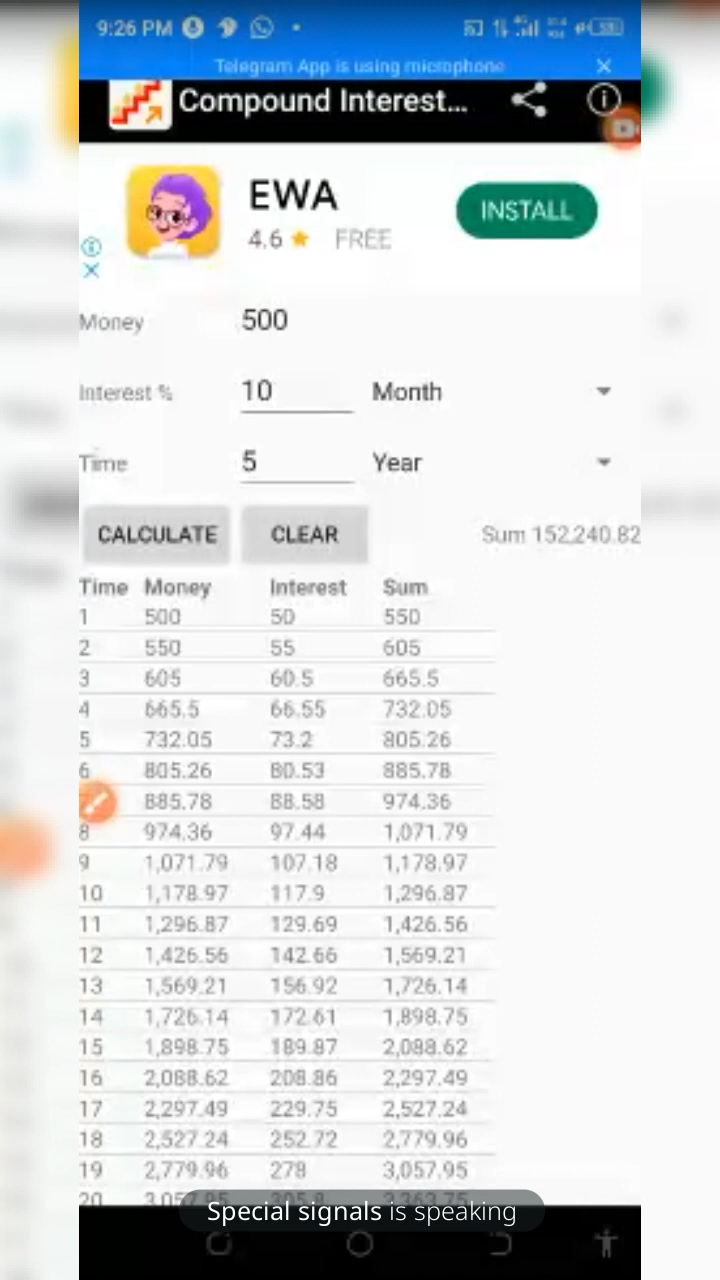 9:26 PM
Telegram App is using microphone
Compound Interest...
EWA
4.6 ★ FREE
INSTALL
Money 500
Interest % 10 Month
Time 5 Year
CALCULATE CLEAR Sum 152,240.82
Time Money Interest Sum
1 500 50 550
2 550 55 605
3 605 60.5 665.5
4 665.5 66.55 732.05
5 732.05 73.2 805.26
6 805.26 80.53 885.78
885.78 88.58 974.36
8 974.36 97.44 1,071.79
9 1,071.79 107.18 1,178.97
10 1,178.97 117.9 1,296.87
11 1,296.87 129.69 1,426.56
12 1,426.56 142.66 1,569.21
13 1,569.21 156.92 1,726.14
14 1,726.14 172.61 1,898.75
15 1,898.75 189.87 2,088.62
16 2,088.62 208.86 2,297.49
17 2,297.49 229.75 2,527.24
18 2,527.24 252.72 2,779.96
19 2,779.96 278 3,057.95
20
Special signals is speaking